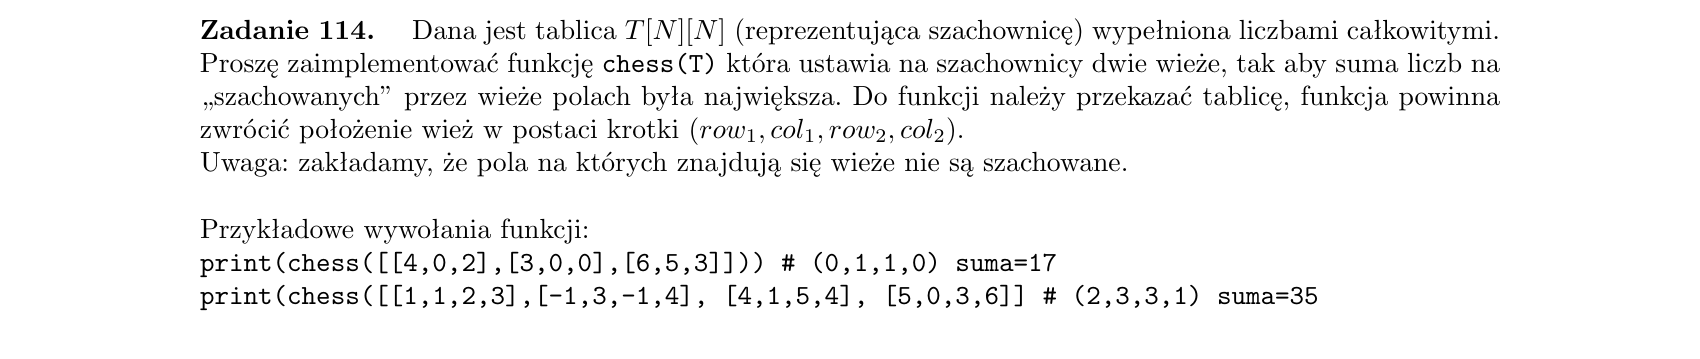 Zadanie 114. Dana jest tablica T[N][N] (reprezentująca szachownicę) wypełniona liczbami całkowitymi.
Proszę zaimplementować funkcję chess(T) która ustawia na szachownicy dwie wieże, tak aby suma liczb na
„szachowanych” przez wieże polach była największa. Do funkcji należy przekazać tablicę, funkcja powinna
zwrócić położenie wież w postaci krotki (row₁, col₁, row₂, col₂).
Uwaga: zakładamy, że pola na których znajdują się wieże nie są szachowane.
Przykładowe wywołania funkcji:
print(chess([[4,0,2],[3,0,0],[6,5,3]])) # (0,1,1,0) suma=17
print(chess([[1,1,2,3],[-1,3,-1,4], [4,1,5,4], [5,0,3,6]] # (2,3,3,1) suma=35